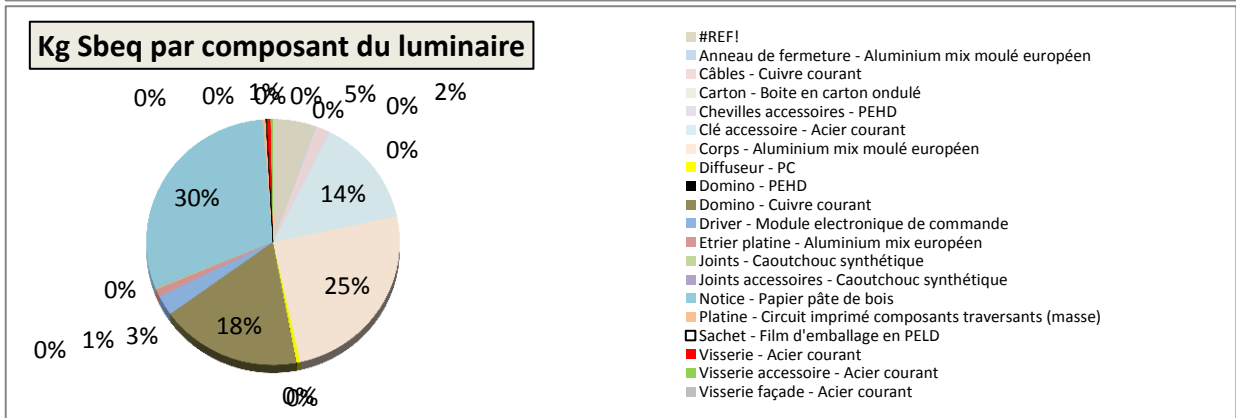 Kg Sbeq par composant du luminaire
0% 0% 1% 0% 0% 5% 2%
0% 0%
0%
14%
30%
25%
18%
0%
0% 1% 3%
0% 0%
#REF!
Anneau de fermeture - Aluminium mix moulé européen
Câbles - Cuivre courant
Carton - Boite en carton ondulé
Chevilles accessoires - PEHD
Clé accessoire - Acier courant
Corps - Aluminium mix moulé européen
Diffuseur - PC
Domino - PEHD
Domino - Cuivre courant
Driver - Module electronique de commande
Etrier platine - Aluminium mix européen
Joints - Caoutchouc synthétique
Joints accessoires - Caoutchouc synthétique
Notice - Papier pâte de bois
Platine - Circuit imprimé composants traversants (masse)
Sachet - Film d'emballage en PELD
Visserie - Acier courant
Visserie accessoire - Acier courant
Visserie façade - Acier courant